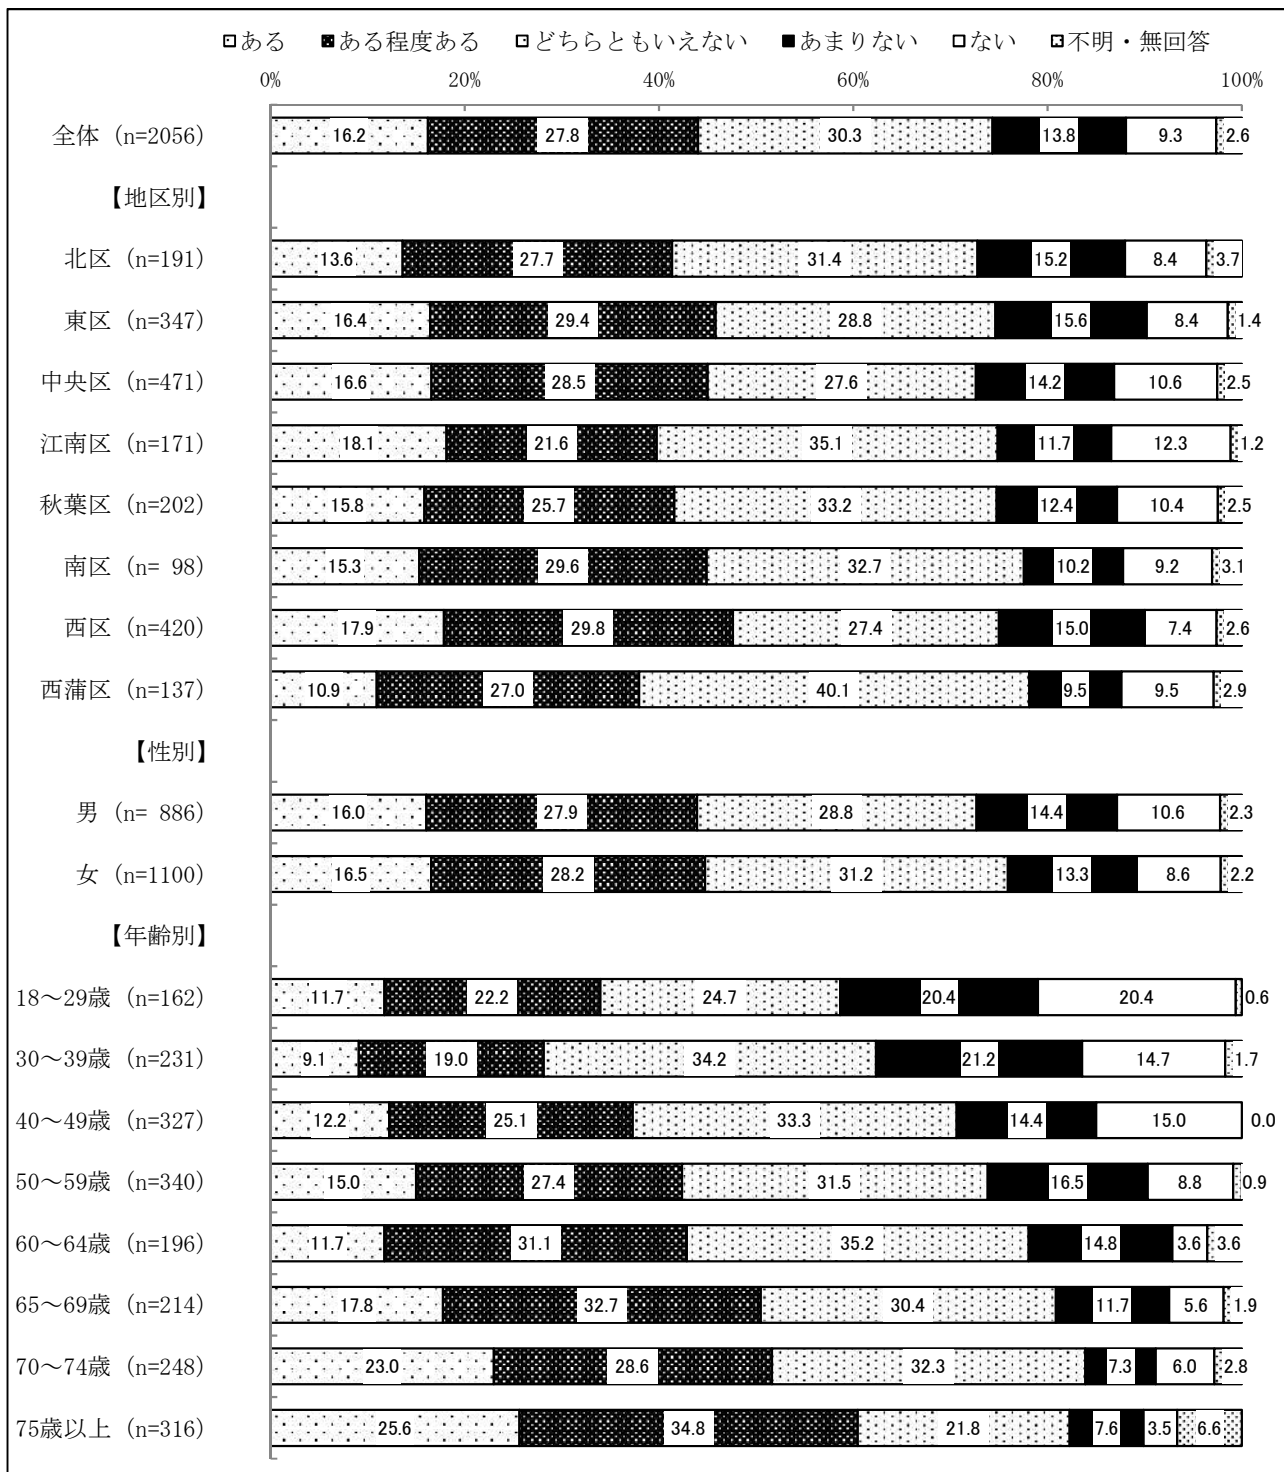 ある ある程度ある どちらともいえない あまりない ない 不明・無回答
0% 20% 40% 60% 80% 100%
全体 (n=2056) 16.2 27.8 30.3 13.8 9.3 2.6
【地区別】
北区 (n=191) 13.6 27.7 31.4 15.2 8.4 3.7
東区 (n=347) 16.4 29.4 28.8 15.6 8.4 1.4
中央区 (n=471) 16.6 28.5 27.6 14.2 10.6 2.5
江南区 (n=171) 18.1 21.6 35.1 11.7 12.3 1.2
秋葉区 (n=202) 15.8 25.7 33.2 12.4 10.4 2.5
南区 (n= 98) 15.3 29.6 32.7 10.2 9.2 3.1
西区 (n=420) 17.9 29.8 27.4 15.0 7.4 2.6
西蒲区 (n=137) 10.9 27.0 40.1 9.5 9.5 2.9
【性別】
男 (n= 886) 16.0 27.9 28.8 14.4 10.6 2.3
女 (n=1100) 16.5 28.2 31.2 13.3 8.6 2.2
【年齢別】
18～29歳 (n=162) 11.7 22.2 24.7 20.4 20.4 0.6
30～39歳 (n=231) 9.1 19.0 34.2 21.2 14.7 1.7
40～49歳 (n=327) 12.2 25.1 33.3 14.4 15.0 0.0
50～59歳 (n=340) 15.0 27.4 31.5 16.5 8.8 0.9
60～64歳 (n=196) 11.7 31.1 35.2 14.8 3.6 3.6
65～69歳 (n=214) 17.8 32.7 30.4 11.7 5.6 1.9
70～74歳 (n=248) 23.0 28.6 32.3 7.3 6.0 2.8
75歳以上 (n=316) 25.6 34.8 21.8 7.6 3.5 6.6